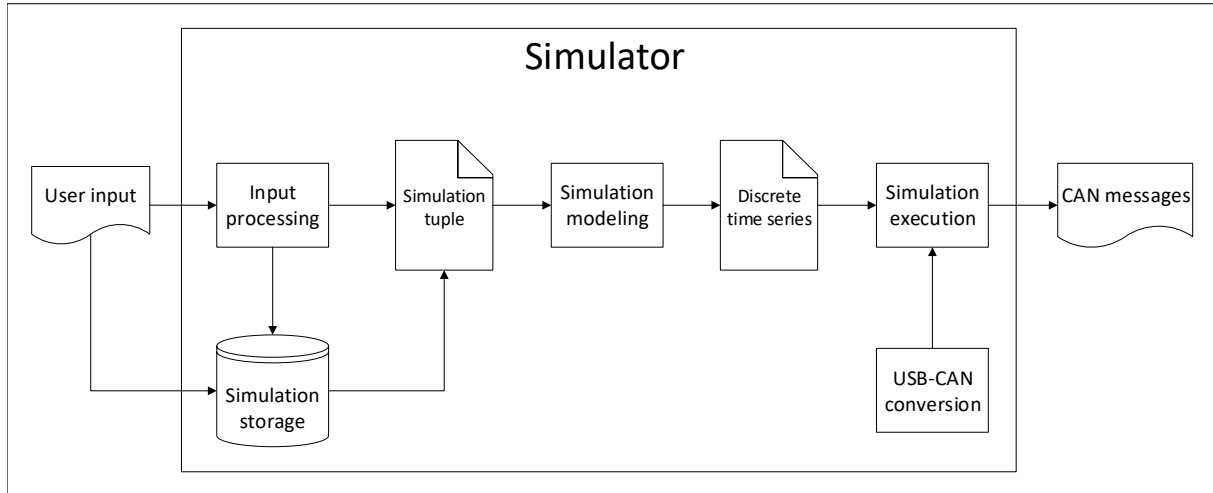 Simulator
User input
Input
processing
Simulation
tuple
Simulation
modeling
Discrete
time series
Simulation
execution
CAN messages
Simulation
storage
USB-CAN
conversion